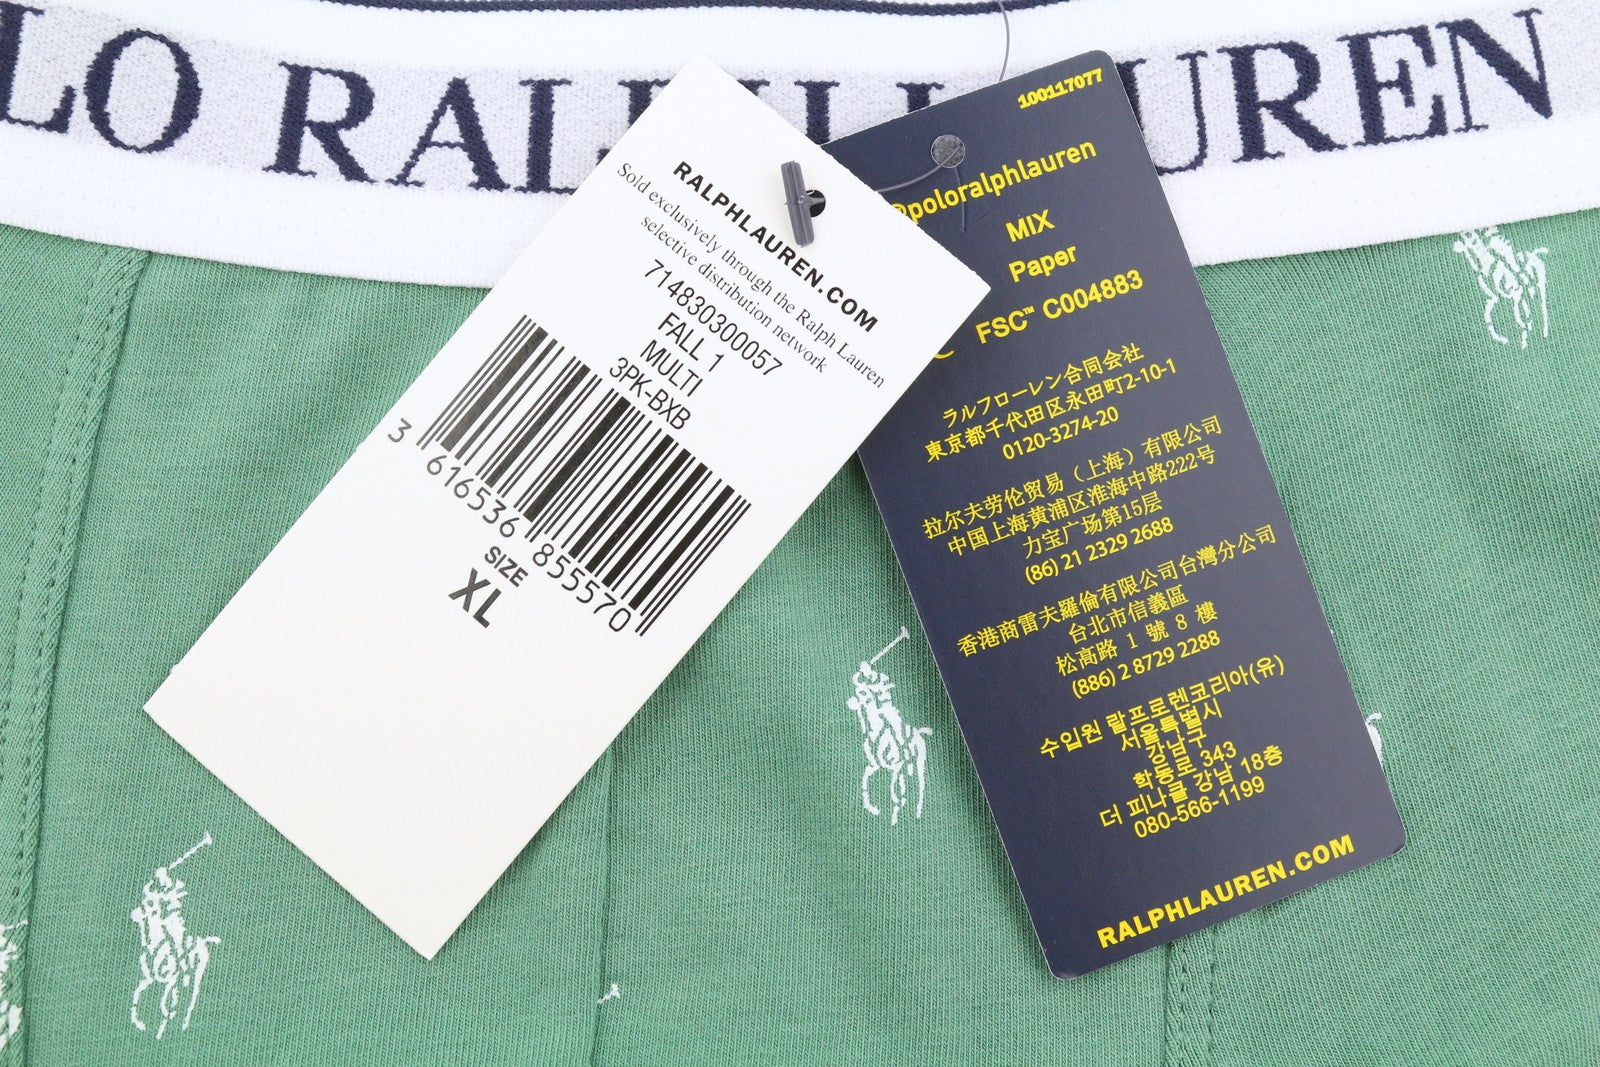 LO RALPH LAUREN
RALPHLAUREN.COM
Sold exclusively through the Ralph Lauren
selective distribution network
714830300057
FALL 1
MULTI
3PK-BXB
3 616536 855570
SIZE
XL
100117077
@poloralphlauren
MIX
Paper
FSC™ C004883
ラルフローレン合同会社
東京都千代田区永田町2-10-1
0120-3274-20
拉尔夫劳伦贸易（上海）有限公司
中国上海黄浦区淮海中路222号
力宝广场第15层
(86) 21 2329 2688
香港商雷夫羅倫有限公司台灣分公司
台北市信義區
松高路 1 號 8 樓
(886) 2 8729 2288
수입원 랄프로렌코리아(유)
서울특별시
강남구
학동로 343
더 피나클 강남 18층
080-566-1199
RALPHLAUREN.COM